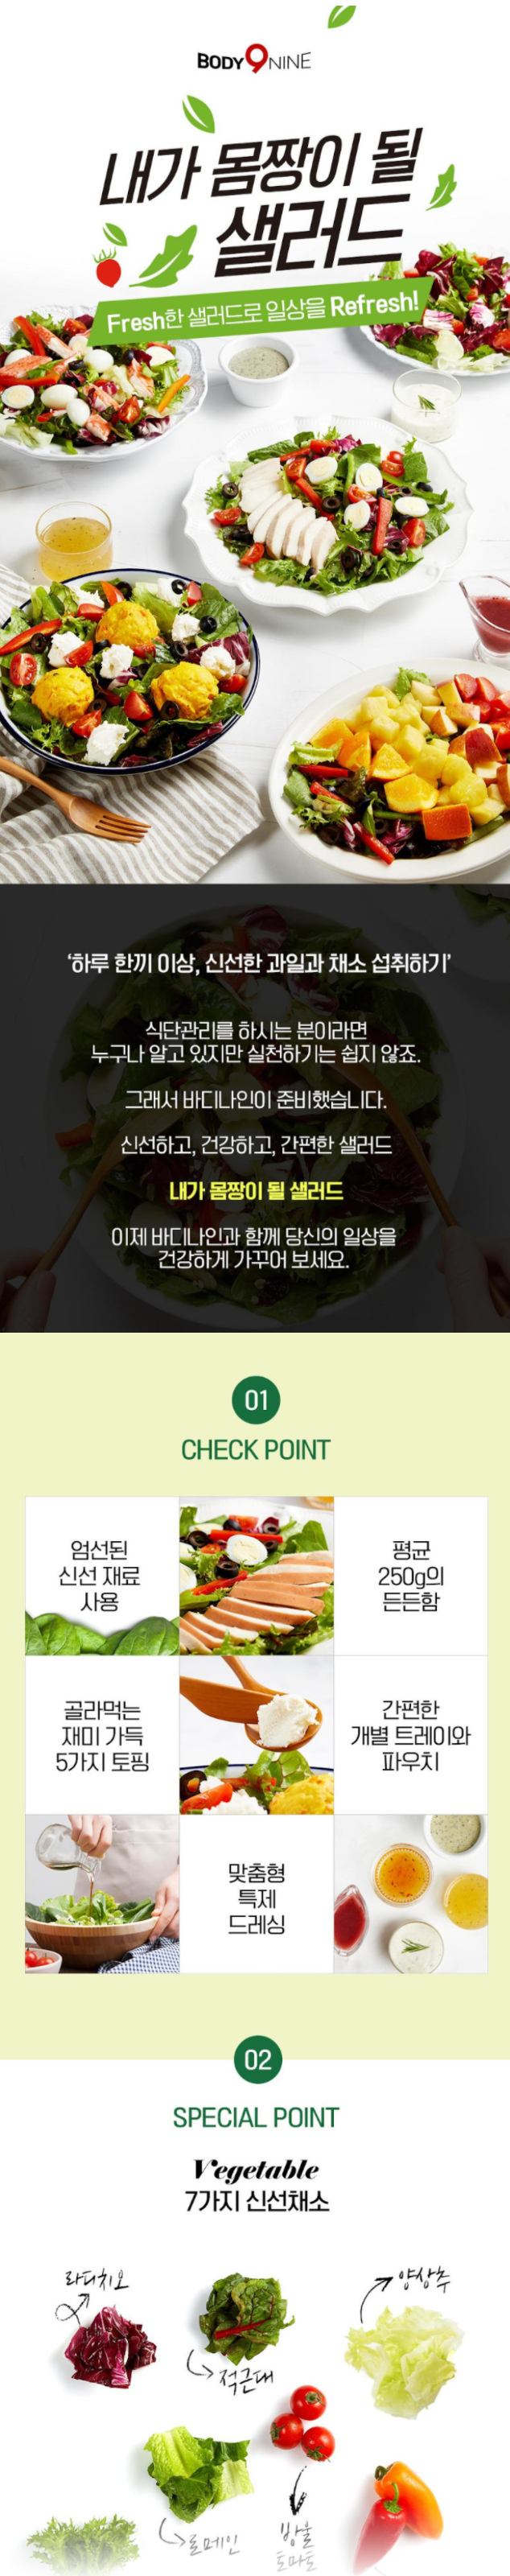 BODY 9 NINE
내가 몸짱이 될
샐러드
Fresh한 샐러드로 일상을 Refresh!
‘하루 한끼 이상, 신선한 과일과 채소 섭취하기’
식단관리를 하시는 분이라면
누구나 알고 있지만 실천하기는 쉽지 않죠.
그래서 바디나인이 준비했습니다.
신선하고, 건강하고, 간편한 샐러드
내가 몸짱이 될 샐러드
이제 바디나인과 함께 당신의 일상을
건강하게 가꾸어 보세요.
01
CHECK POINT
엄선된
신선 재료
사용
평균
250g의
든든함
골라먹는
재미 가득
5가지 토핑
간편한
개별 트레이와
파우치
맞춤형
특제
드레싱
02
SPECIAL POINT
Vegetable
7가지 신선채소
라디치오
양상추
적근대
로메인
방울
토마토